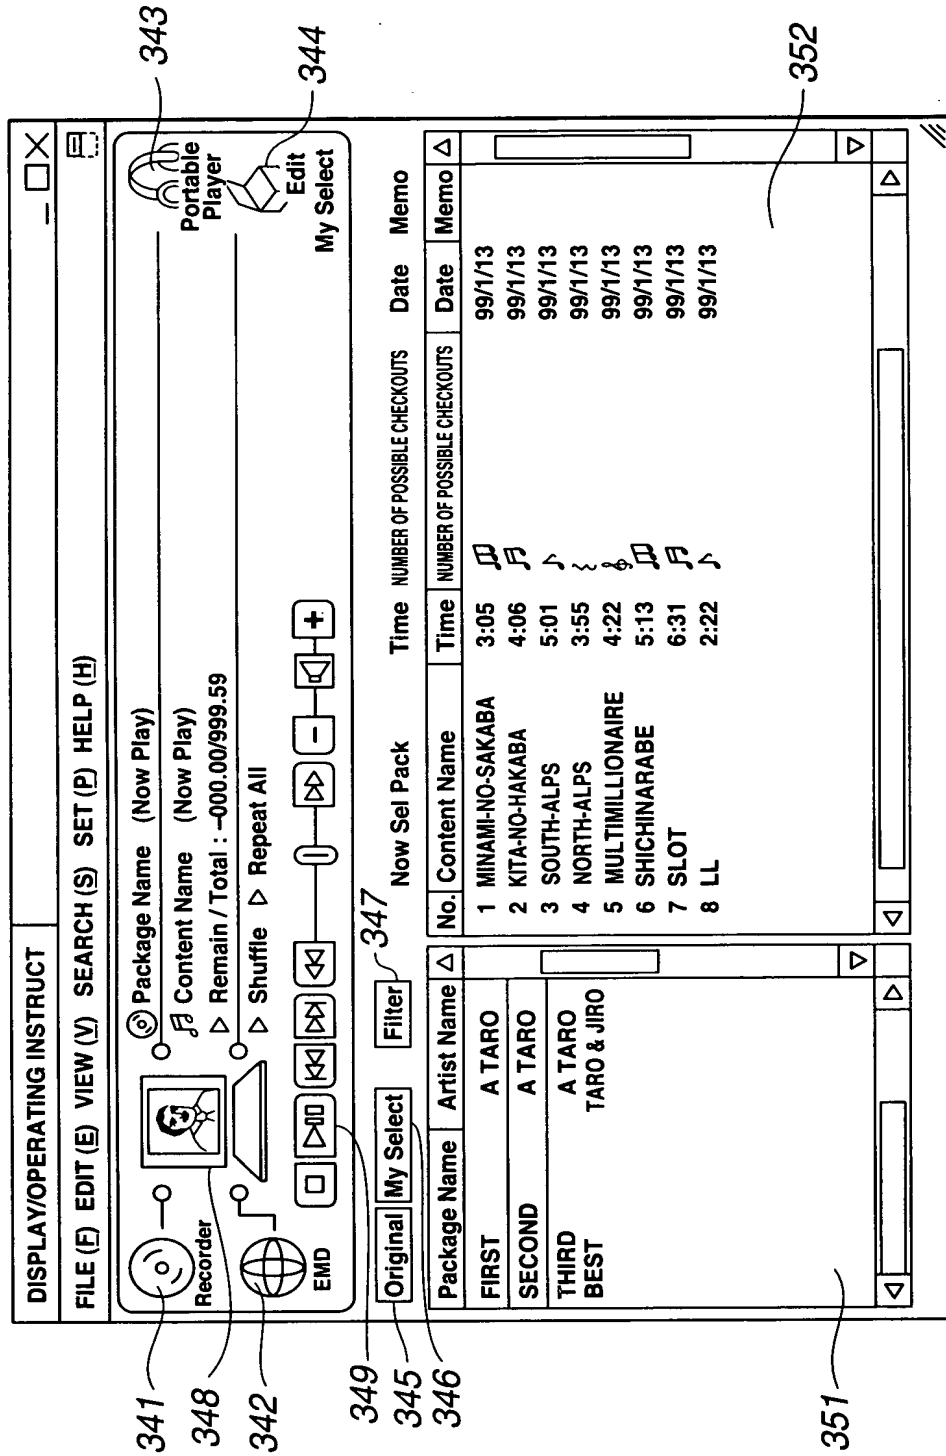 DISPLAY/OPERATING INSTRUCT
FILE (F) EDIT (E) VIEW (V) SEARCH (S) SET (P) HELP (H)
341
Recorder
348
342
EMD
Package Name (Now Play)
Content Name (Now Play)
Remain / Total : –000.00/999.59
Shuffle Repeat All
– +
343
Portable
Player
344
Edit
My Select
349
345
346
347
Original My Select Filter
Now Sel Pack Time NUMBER OF POSSIBLE CHECKOUTS Date Memo
Package Name Artist Name
FIRST A TARO
SECOND A TARO
THIRD A TARO
BEST TARO & JIRO
351
No. Content Name Time NUMBER OF POSSIBLE CHECKOUTS Date Memo
1 MINAMI-NO-SAKABA 3:05 99/1/13
2 KITA-NO-HAKABA 4:06 99/1/13
3 SOUTH-ALPS 5:01 99/1/13
4 NORTH-ALPS 3:55 99/1/13
5 MULTIMILLIONAIRE 4:22 99/1/13
6 SHICHINARABE 5:13 99/1/13
7 SLOT 6:31 99/1/13
8 LL 2:22 99/1/13
352